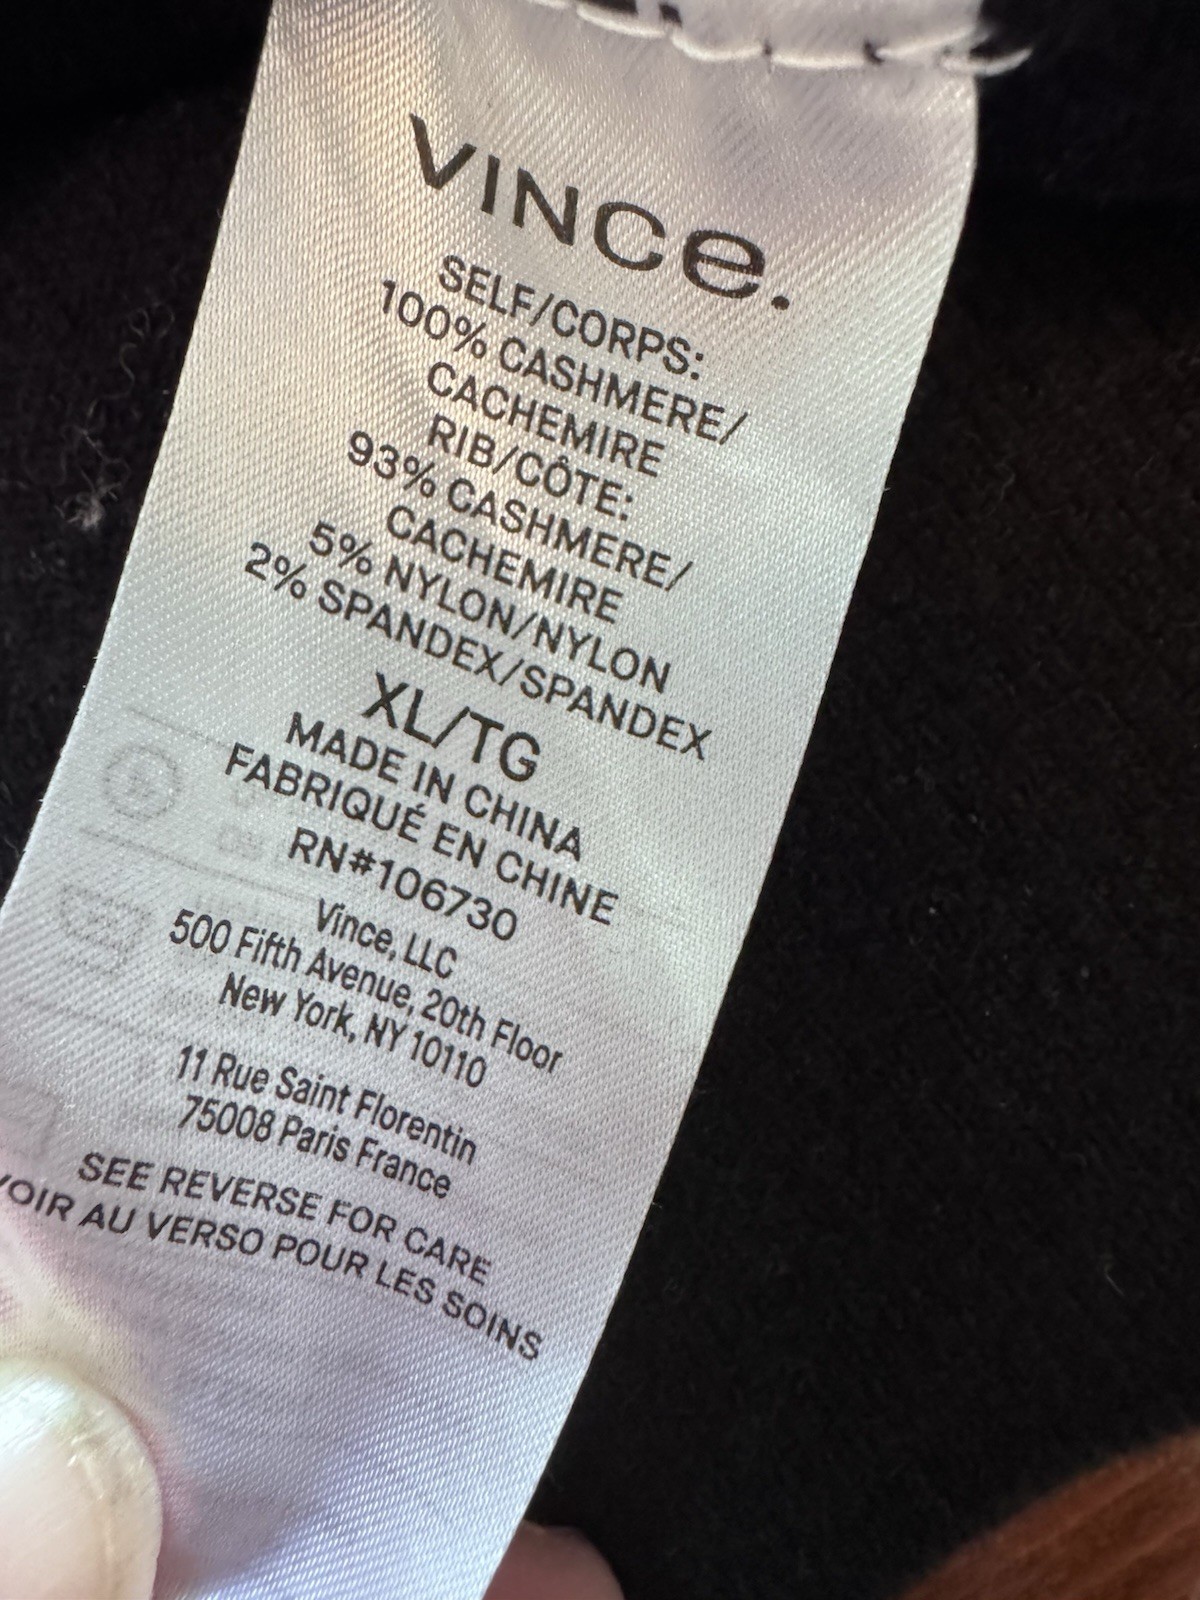 VINCe.
SELF/CORPS:
100% CASHMERE/
CACHEMIRE
RIB/CÔTE:
93% CASHMERE/
CACHEMIRE
5% NYLON/NYLON
2% SPANDEX/SPANDEX
XL/TG
MADE IN CHINA
FABRIQUÉ EN CHINE
RN#106730
Vince, LLC
500 Fifth Avenue, 20th Floor
New York, NY 10110
11 Rue Saint Florentin
75008 Paris France
SEE REVERSE FOR CARE
VOIR AU VERSO POUR LES SOINS